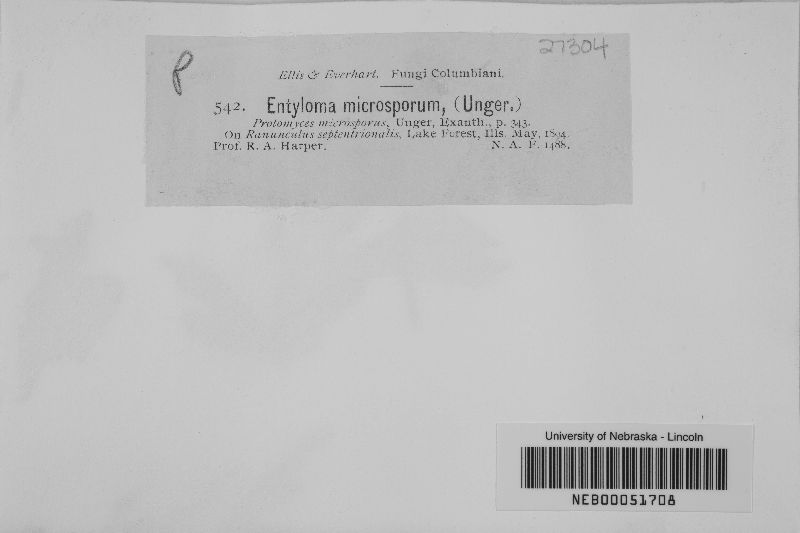 27304
P
Ellis & Everhart. Fungi Columbiani.
542. Entyloma microsporum, (Unger.)
Protomyces microsporus, Unger, Exanth., p. 343.
On Ranunculus septentrionalis, Lake Forest, Ills. May, 1894.
Prof. R. A. Harper. N. A. F. 1488.
University of Nebraska - Lincoln
NEB00051708